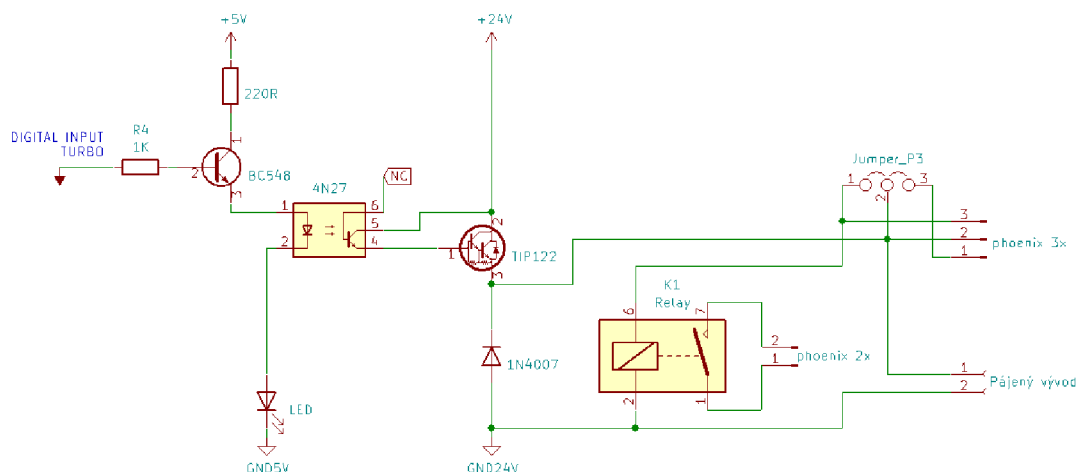 +5V
+24V
220R
DIGITAL INPUT
TURBO
R4
1K
1
2
3
BC548
4N27
NC
1
2
6
5
4
2
1
3
TIP122
Jumper_P3
1
3
2
3
2
1
phoenix 3x
K1
Relay
6
7
2
1
2
1
phoenix 2x
1N4007
1
2
Pájený vývod
LED
GND5V
GND24V